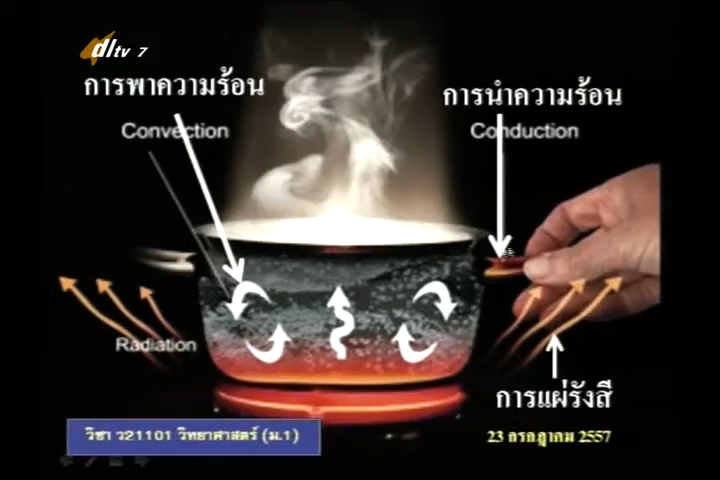 dltv 7
การพาความร้อน
การนำความร้อน
Convection
Conduction
Radiation
การแผ่รังสี
วิชา ว21101 วิทยาศาสตร์ (ม.1)
23 กรกฎาคม 2557